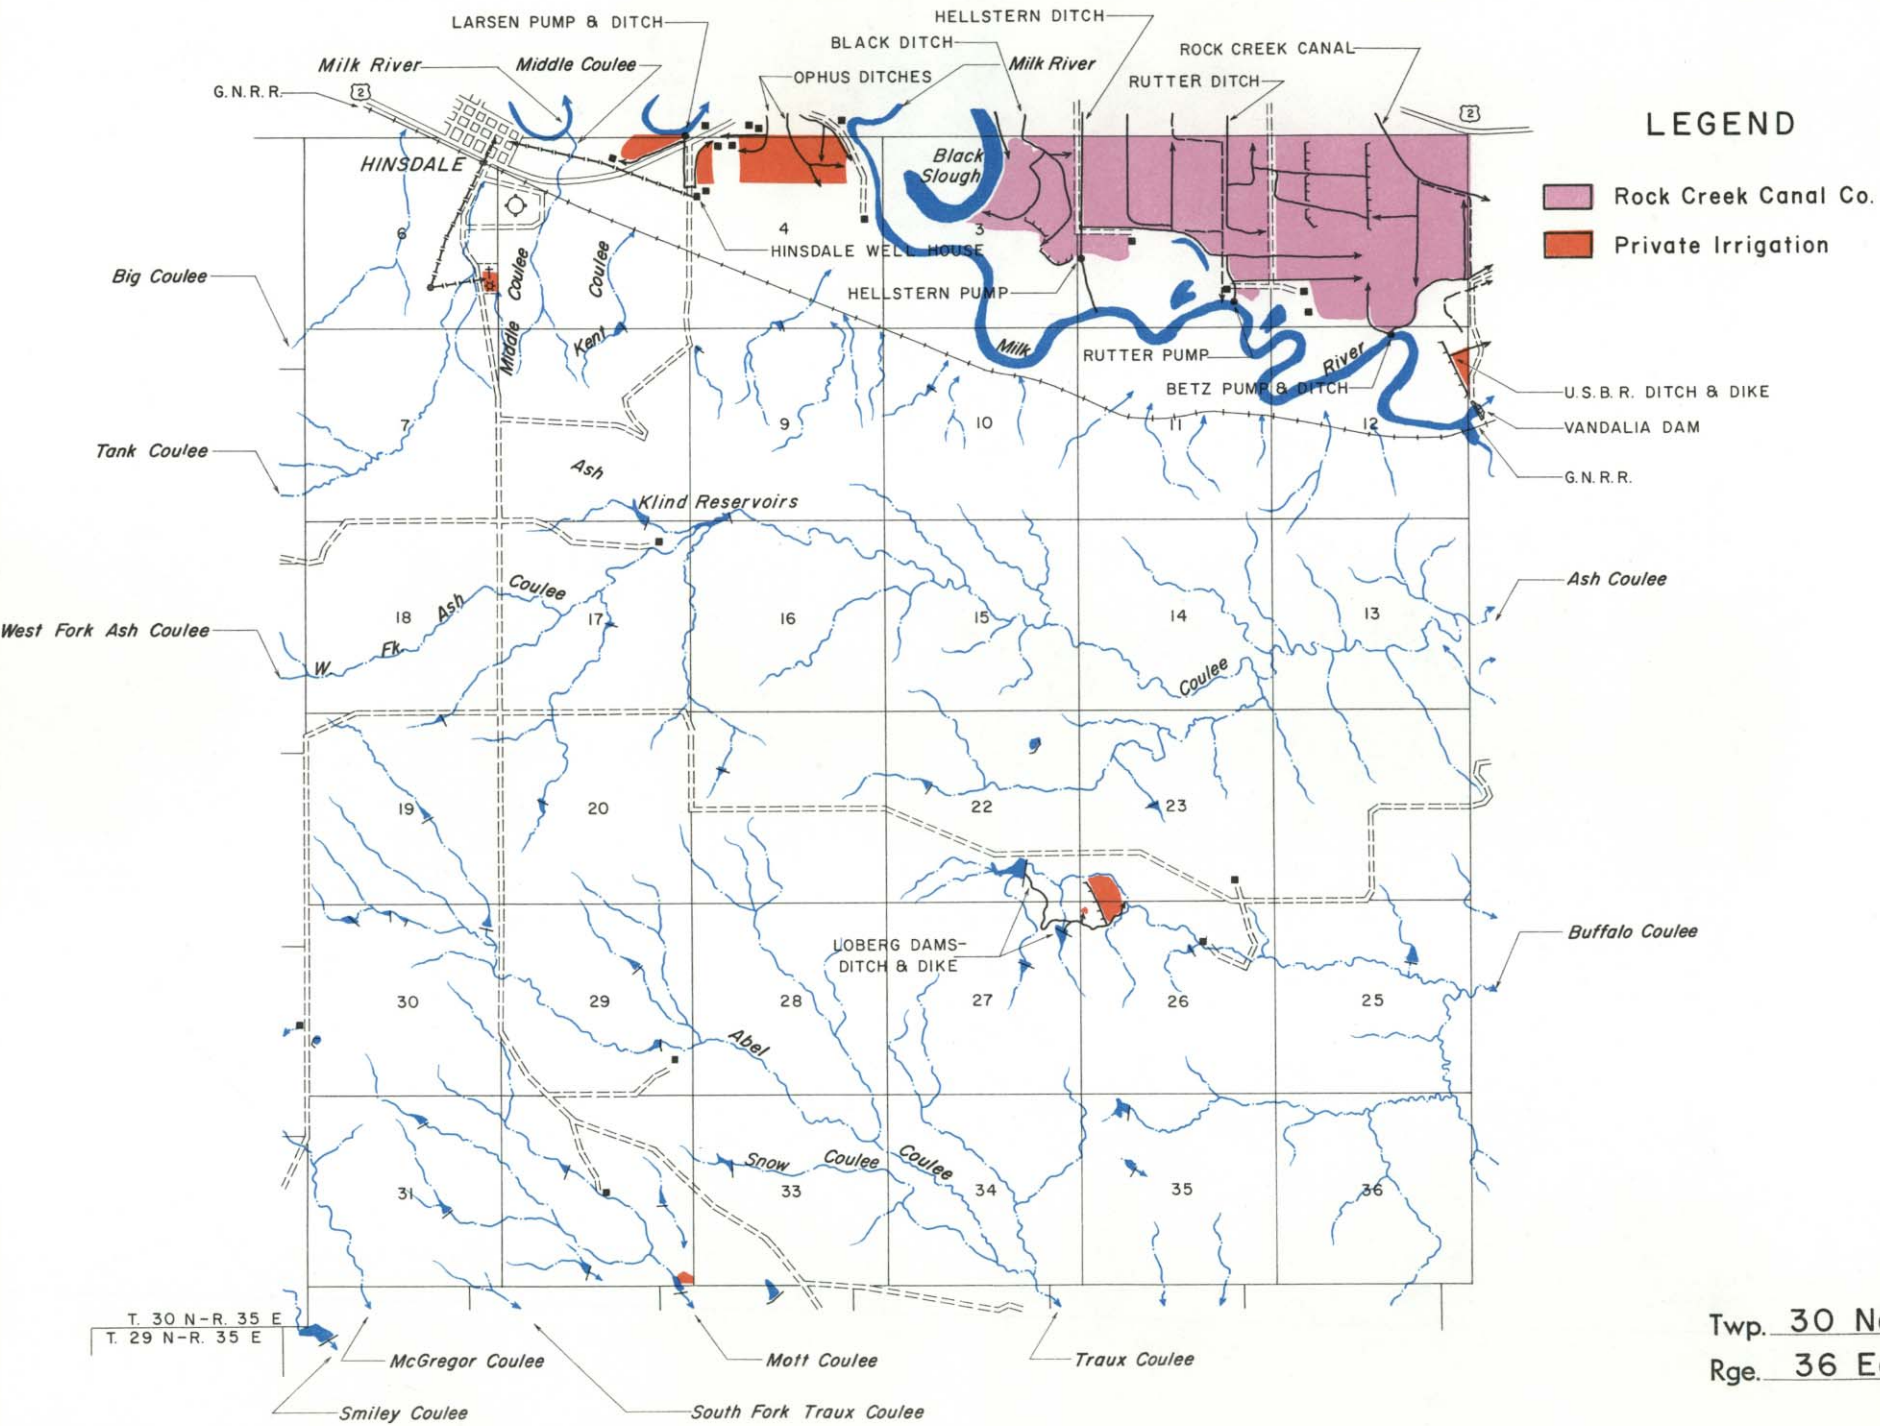 HELLSTERN DITCH
LARSEN PUMP & DITCH
BLACK DITCH
ROCK CREEK CANAL
Milk River
Middle Coulee
OPHUS DITCHES
Milk River
RUTTER DITCH
G.N.R.R.
2
2
LEGEND
HINSDALE
Black
Slough
Rock Creek Canal Co.
Private Irrigation
6
4
3
HINSDALE WELL HOUSE
Big Coulee
Middle Coulee
Kent Coulee
HELLSTERN PUMP
Milk River
RUTTER PUMP
BETZ PUMP & DITCH
U.S.B.R. DITCH & DIKE
VANDALIA DAM
G.N.R.R.
7
9
10
11
12
Tank Coulee
Ash
Klind Reservoirs
Ash Coulee
West Fork Ash Coulee
W. Fk. Ash Coulee
18
17
16
15
14
13
Coulee
19
20
22
23
LOBERG DAMS-
DITCH & DIKE
Buffalo Coulee
30
29
28
27
26
25
Abel
Snow Coulee
Coulee
31
33
34
35
36
T. 30 N-R. 35 E
T. 29 N-R. 35 E
Twp. 30 No
Rge. 36 Ea
McGregor Coulee
Mott Coulee
Traux Coulee
Smiley Coulee
South Fork Traux Coulee